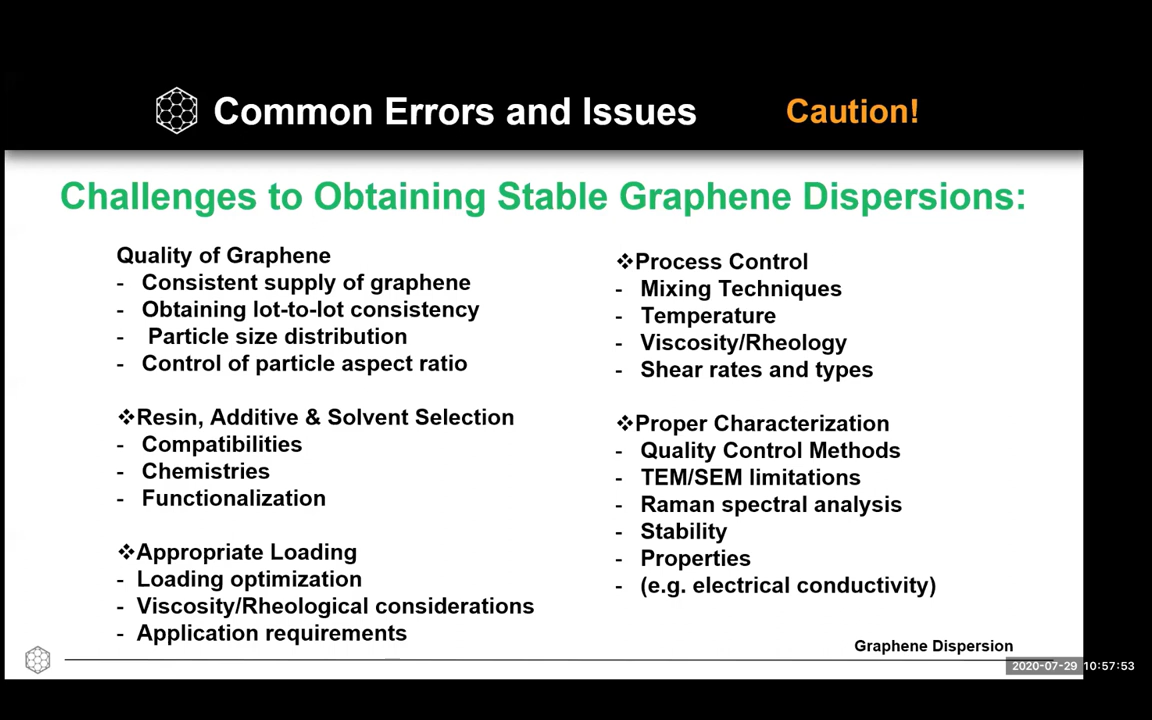 Common Errors and Issues
Caution!
Challenges to Obtaining Stable Graphene Dispersions:
Quality of Graphene
- Consistent supply of graphene
- Obtaining lot-to-lot consistency
- Particle size distribution
- Control of particle aspect ratio
❖Resin, Additive & Solvent Selection
- Compatibilities
- Chemistries
- Functionalization
❖Appropriate Loading
- Loading optimization
- Viscosity/Rheological considerations
- Application requirements
❖Process Control
- Mixing Techniques
- Temperature
- Viscosity/Rheology
- Shear rates and types
❖Proper Characterization
- Quality Control Methods
- TEM/SEM limitations
- Raman spectral analysis
- Stability
- Properties
- (e.g. electrical conductivity)
Graphene Dispersion
2020-07-29 10:57:53